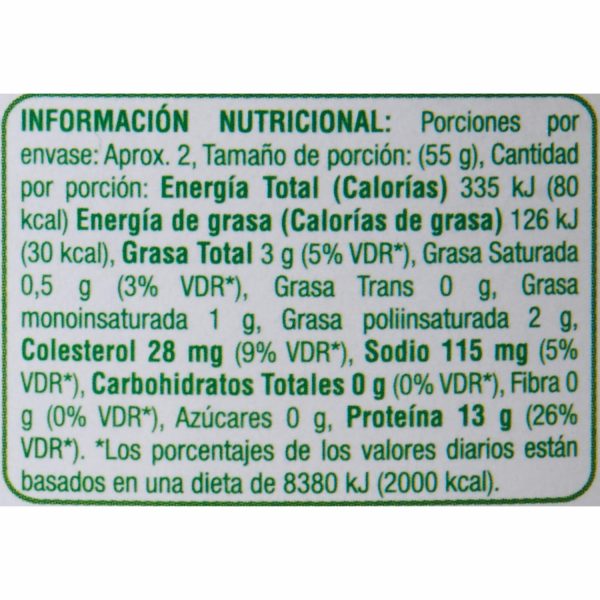 INFORMACIÓN NUTRICIONAL: Porciones por
envase: Aprox. 2, Tamaño de porción: (55 g), Cantidad
por porción: Energía Total (Calorías) 335 kJ (80
kcal) Energía de grasa (Calorías de grasa) 126 kJ
(30 kcal), Grasa Total 3 g (5% VDR*), Grasa Saturada
0,5 g (3% VDR*), Grasa Trans 0 g, Grasa
monoinsaturada 1 g, Grasa poliinsaturada 2 g,
Colesterol 28 mg (9% VDR*), Sodio 115 mg (5%
VDR*), Carbohidratos Totales 0 g (0% VDR*), Fibra 0
g (0% VDR*), Azúcares 0 g, Proteína 13 g (26%
VDR*). *Los porcentajes de los valores diarios están
basados en una dieta de 8380 kJ (2000 kcal).